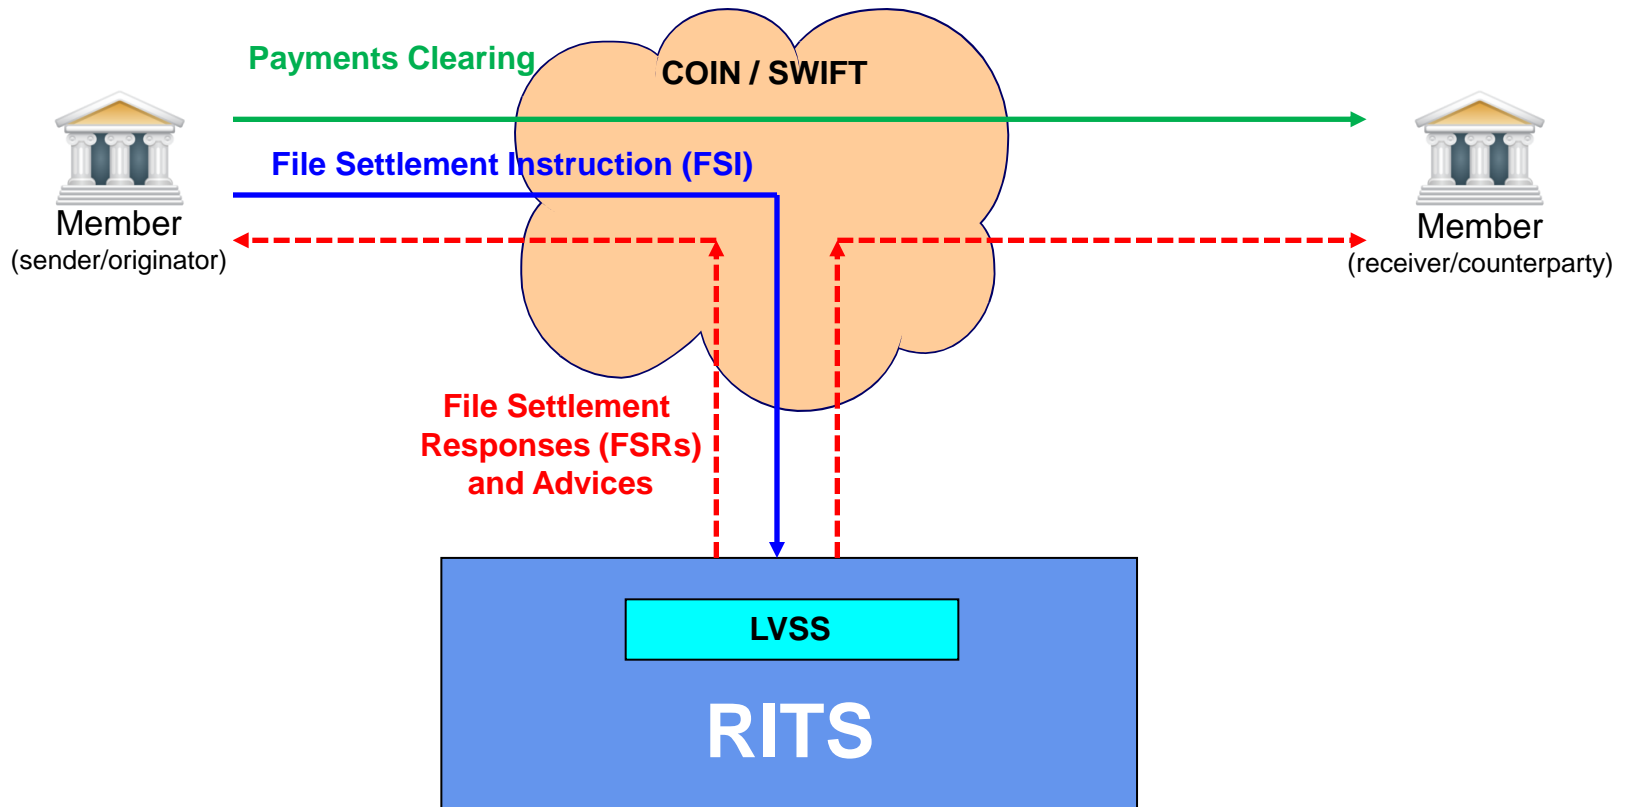 Payments Clearing
COIN / SWIFT
File Settlement Instruction (FSI)
Member
(sender/originator)
Member
(receiver/counterparty)
File Settlement
Responses (FSRs)
and Advices
LVSS
RITS